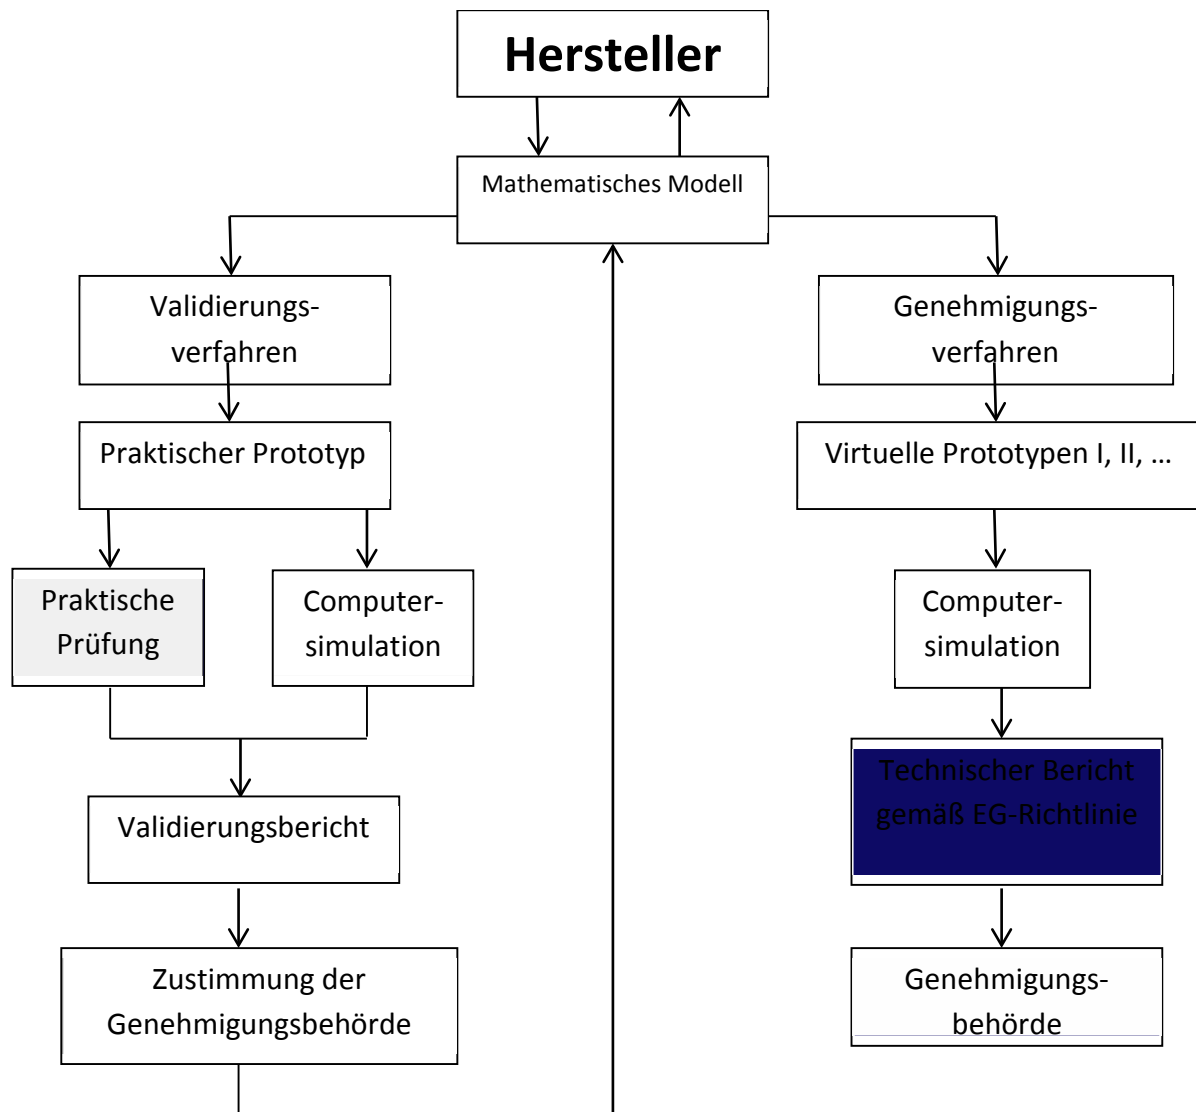 Hersteller
Mathematisches Modell
Validierungs-
verfahren
Praktischer Prototyp
Praktische
Prüfung
Computer-
simulation
Validierungsbericht
Zustimmung der
Genehmigungsbehörde
Genehmigungs-
verfahren
Virtuelle Prototypen I, II, ...
Computer-
simulation
Technischer Bericht
gemäß EG-Richtlinie
Genehmigungs-
behörde